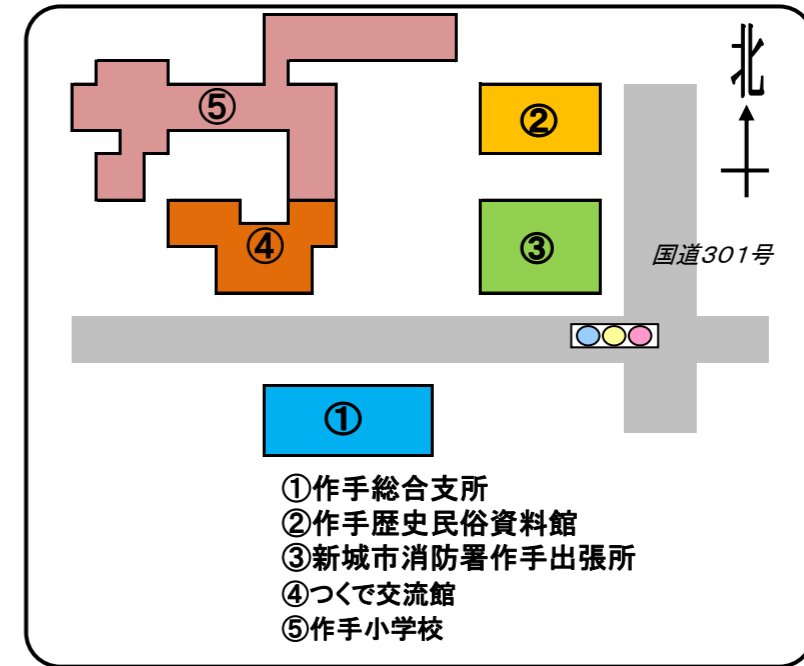 北
⑤
②
④
③
国道301号
①
①作手総合支所
②作手歴史民俗資料館
③新城市消防署作手出張所
④つくで交流館
⑤作手小学校